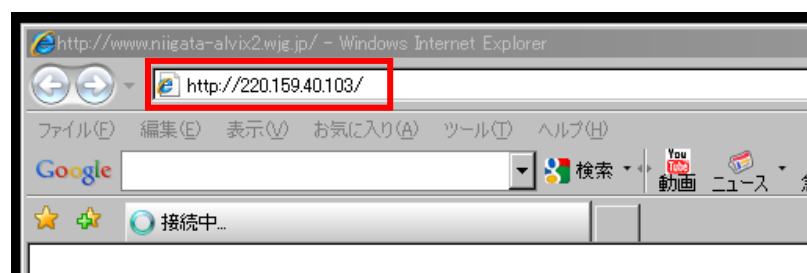 http://www.niigata-alvix2.wjg.jp/ - Windows Internet Explorer
http://220.159.40.103/
ファイル(F) 編集(E) 表示(V) お気に入り(A) ツール(T) ヘルプ(H)
Google 検索 You Tube 動画 ニュース
接続中...